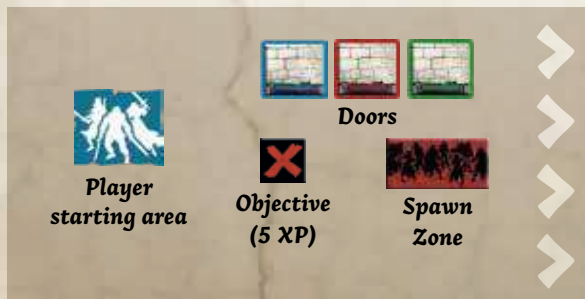 Doors
Player
starting area
Objective
(5 XP)
Spawn
Zone